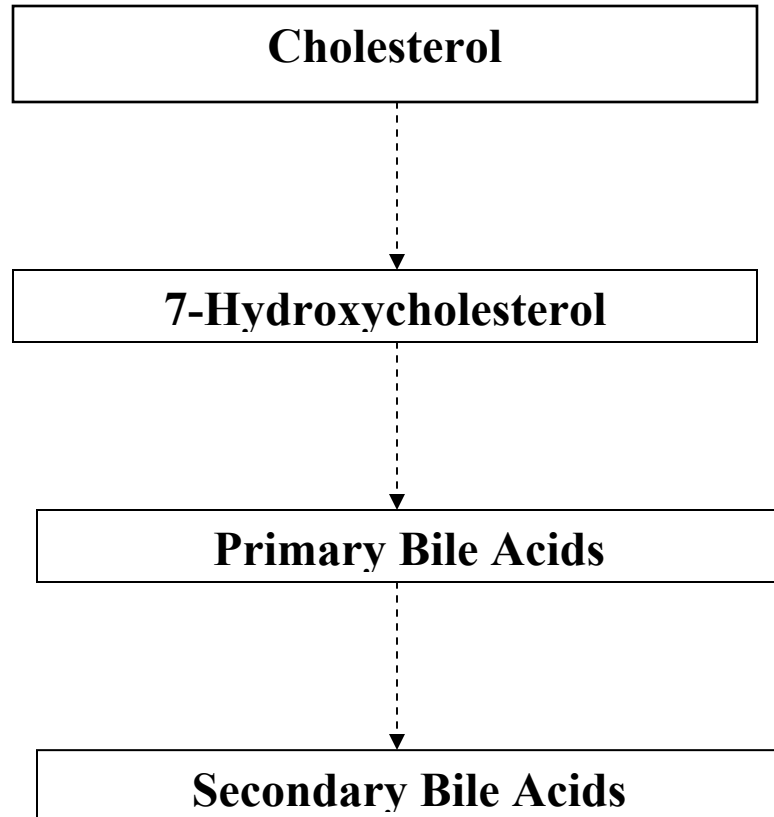 Cholesterol
7-Hydroxycholesterol
Primary Bile Acids
Secondary Bile Acids